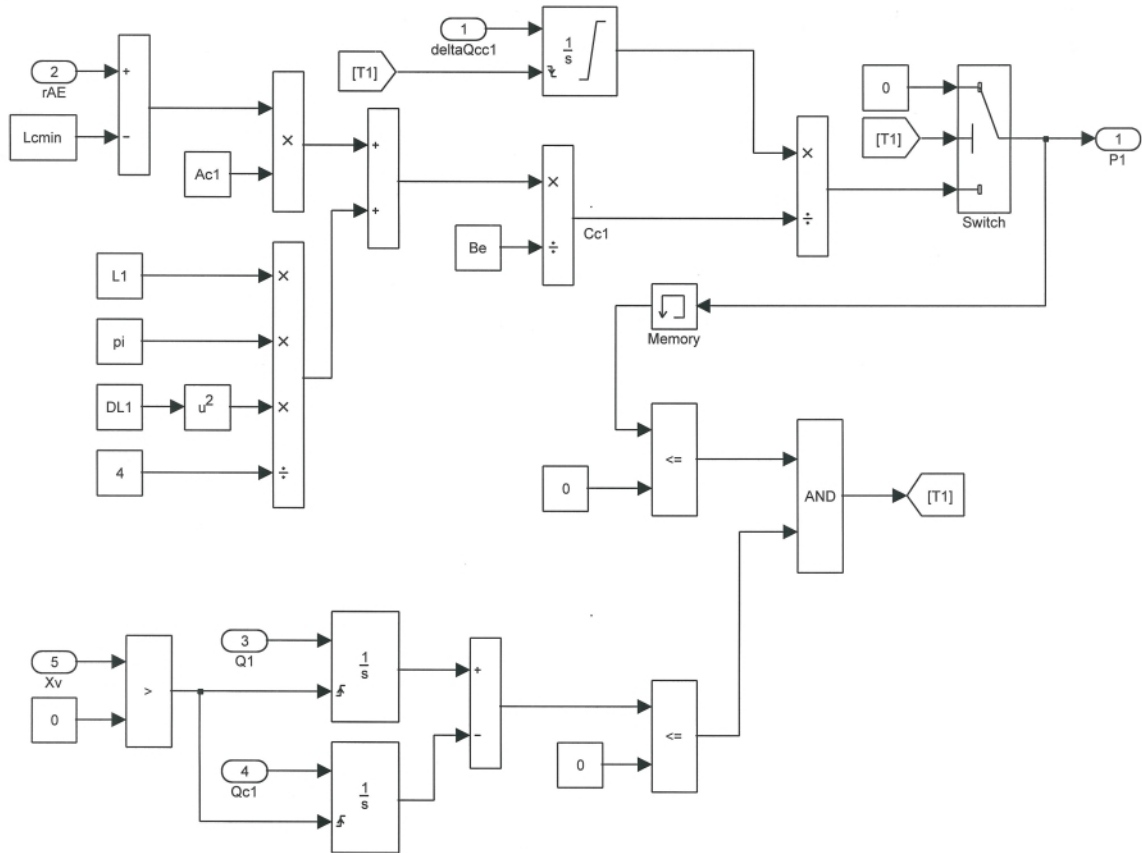 1
deltaQcc1
[T1]
1
s
2
rAE
+
−
Lcmin
×
Ac1
+
+
×
÷
Be
Cc1
×
÷
0
[T1]
Switch
1
P1
L1
pi
DL1
u²
4
×
×
×
÷
Memory
<=
0
AND
[T1]
5
Xv
0
>
3
Q1
1
s
4
Qc1
1
s
+
−
<=
0